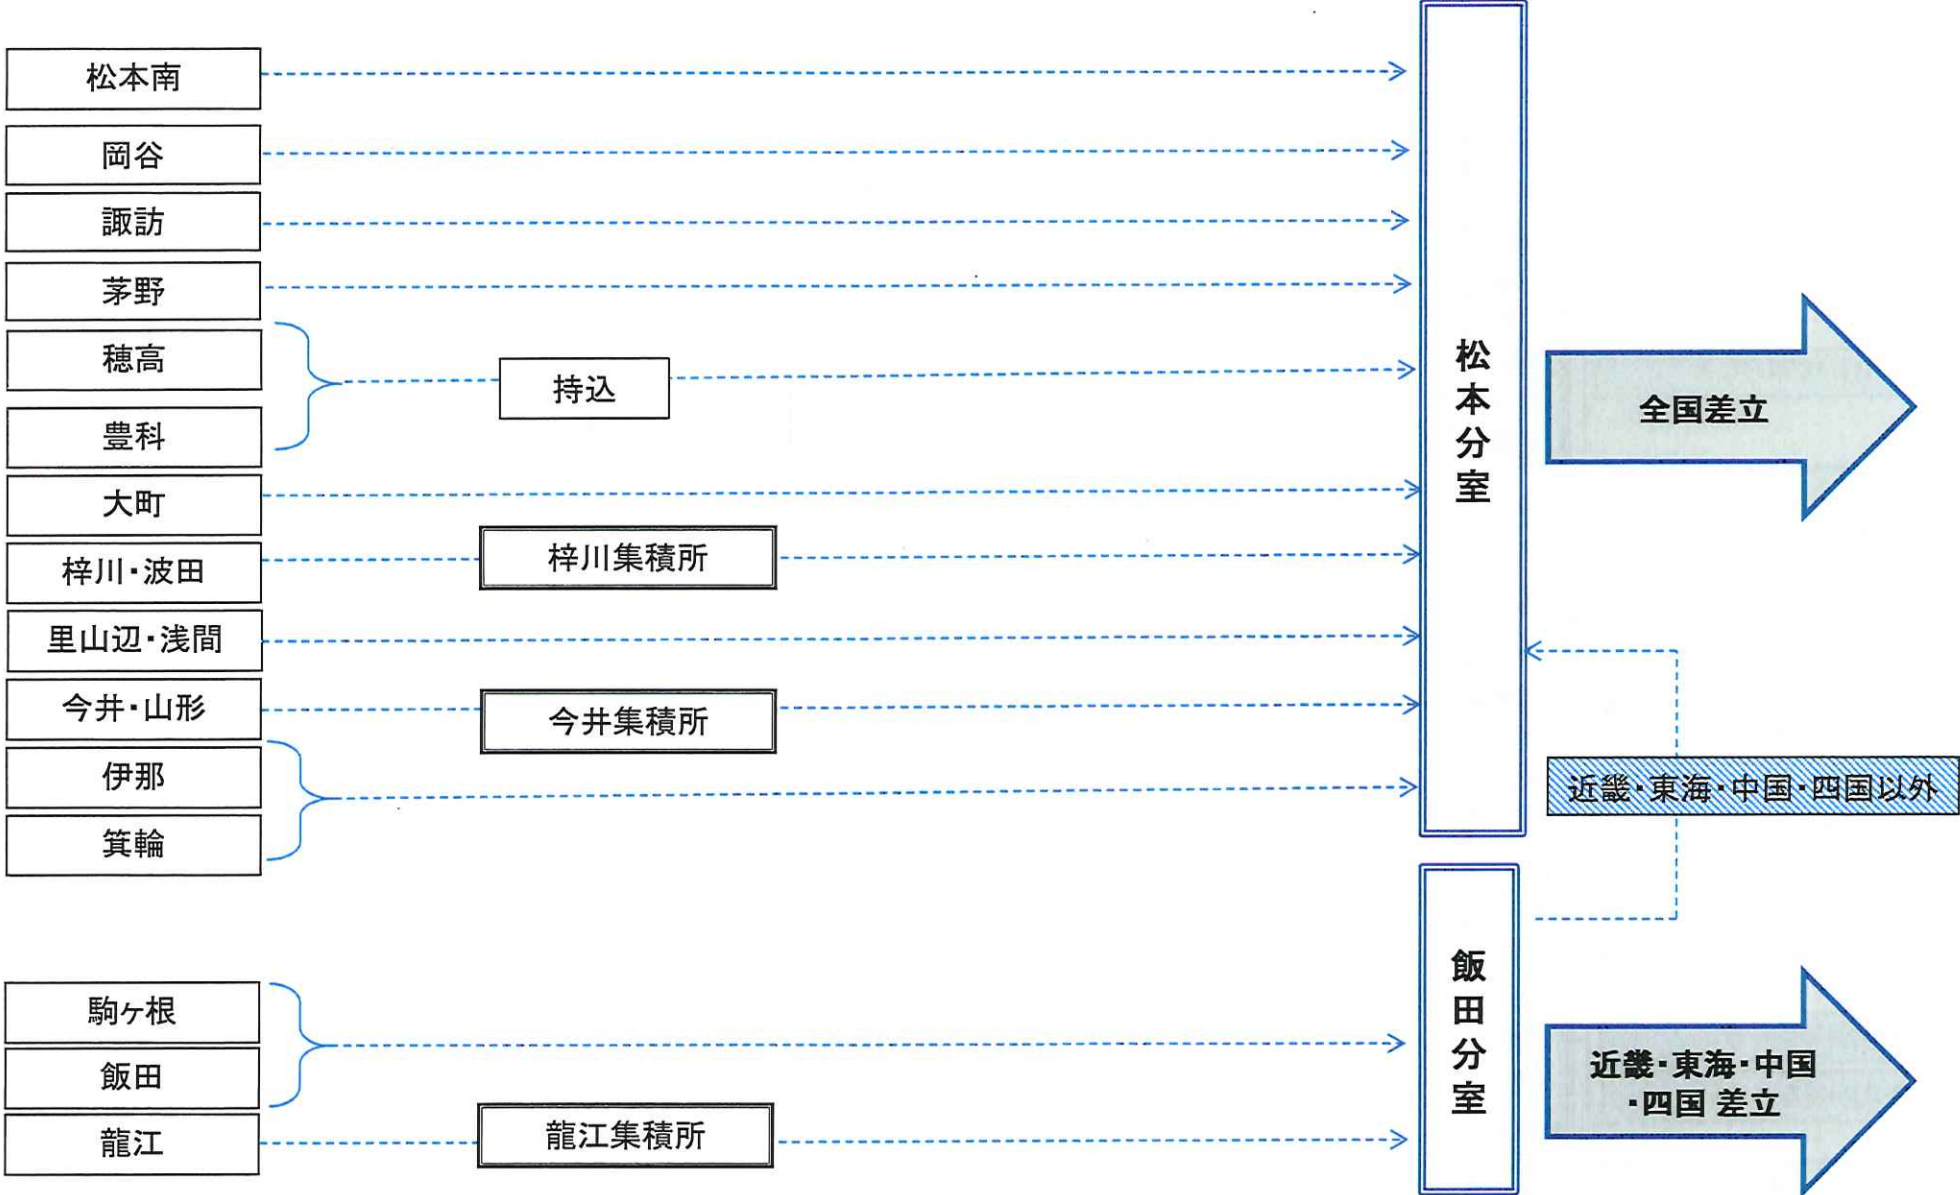 松本南
岡谷
諏訪
茅野
穂高
豊科
大町
梓川・波田
里山辺・浅間
今井・山形
伊那
箕輪
駒ヶ根
飯田
龍江
持込
梓川集積所
今井集積所
龍江集積所
松本分室
飯田分室
全国差立
近畿・東海・中国・四国以外
近畿・東海・中国
・四国 差立